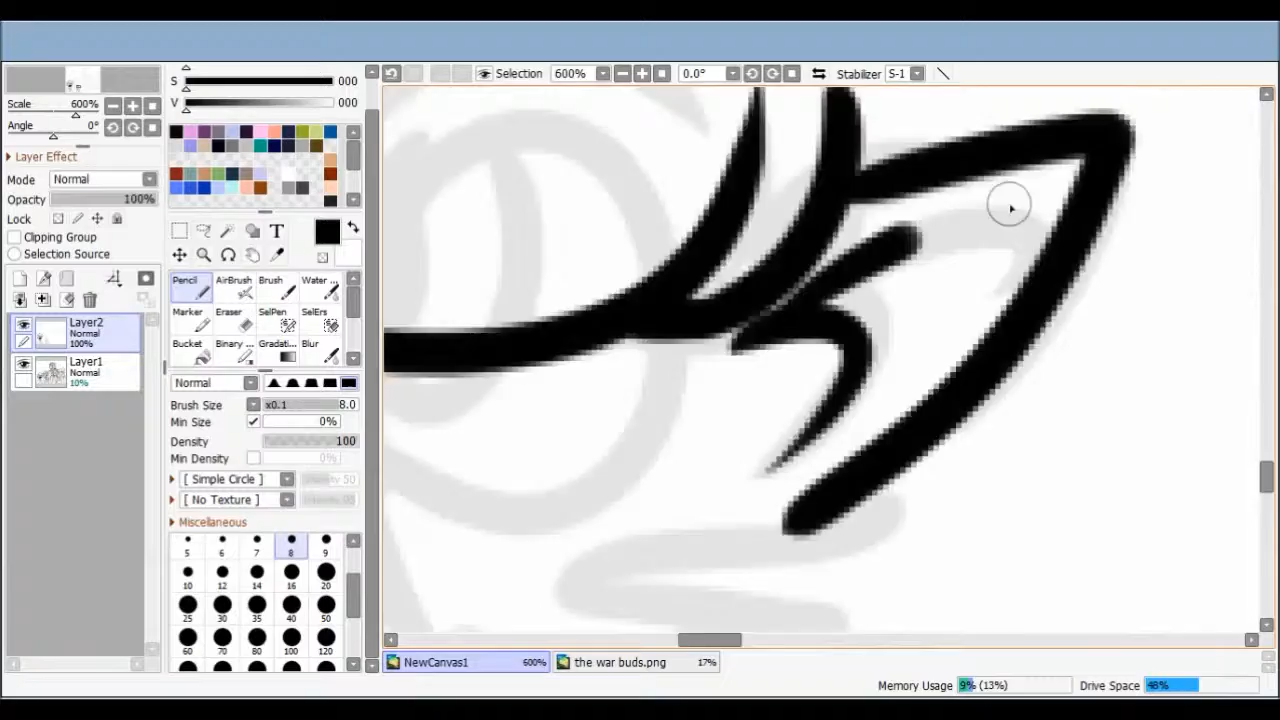 Scale 600%
Angle 0°
Layer Effect
Mode Normal
Opacity 100%
Lock
Clipping Group
Selection Source
Layer2
Normal
100%
Layer1
Normal
10%
S 000
V 000
T
Pencil AirBrush Brush Water ...
Marker Eraser SelPen SelErs
Bucket Binary ... Gradati... Blur
Normal
Brush Size x0.1 8.0
Min Size 0%
Density 100
Min Density 0%
[ Simple Circle ]
[ No Texture ]
Miscellaneous
5 6 7 8 9
10 12 14 16 20
25 30 35 40 50
60 70 80 100 120
Selection 600% 0.0° Stabilizer S-1
NewCanvas1 600% the war buds.png 17%
Memory Usage 9% (13%) Drive Space 48%